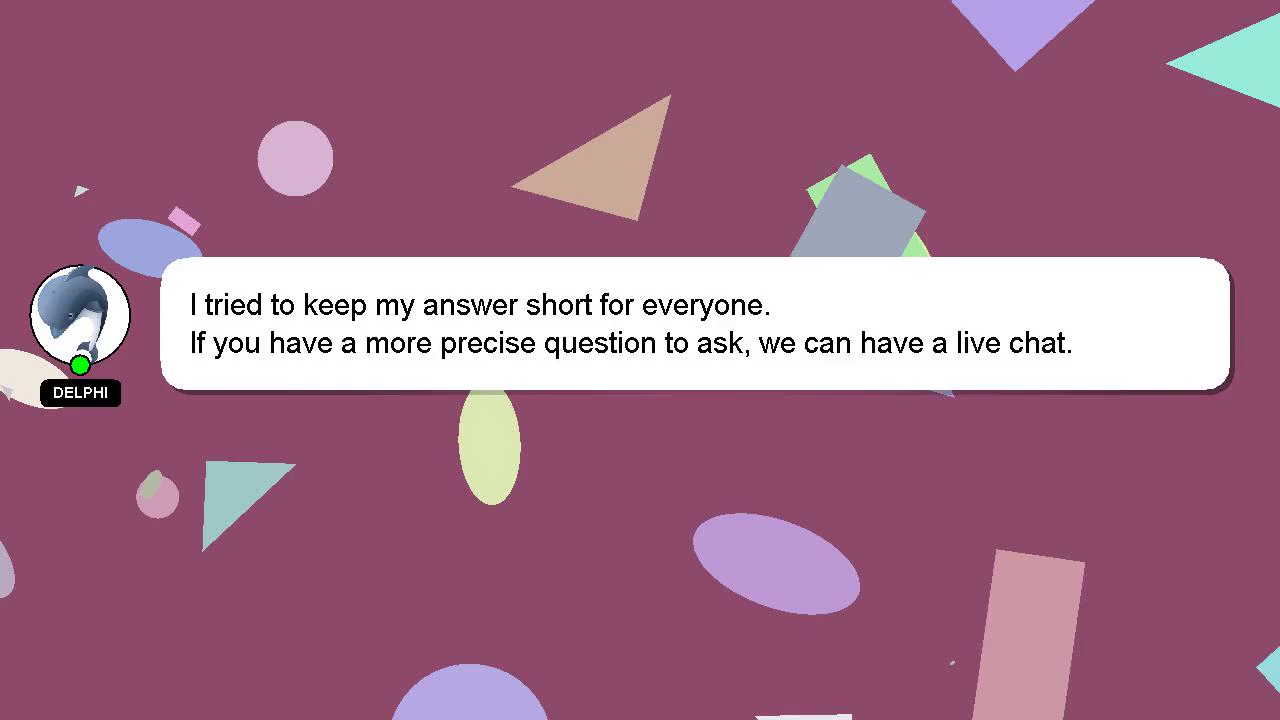 I tried to keep my answer short for everyone.
If you have a more precise question to ask, we can have a live chat.
DELPHI